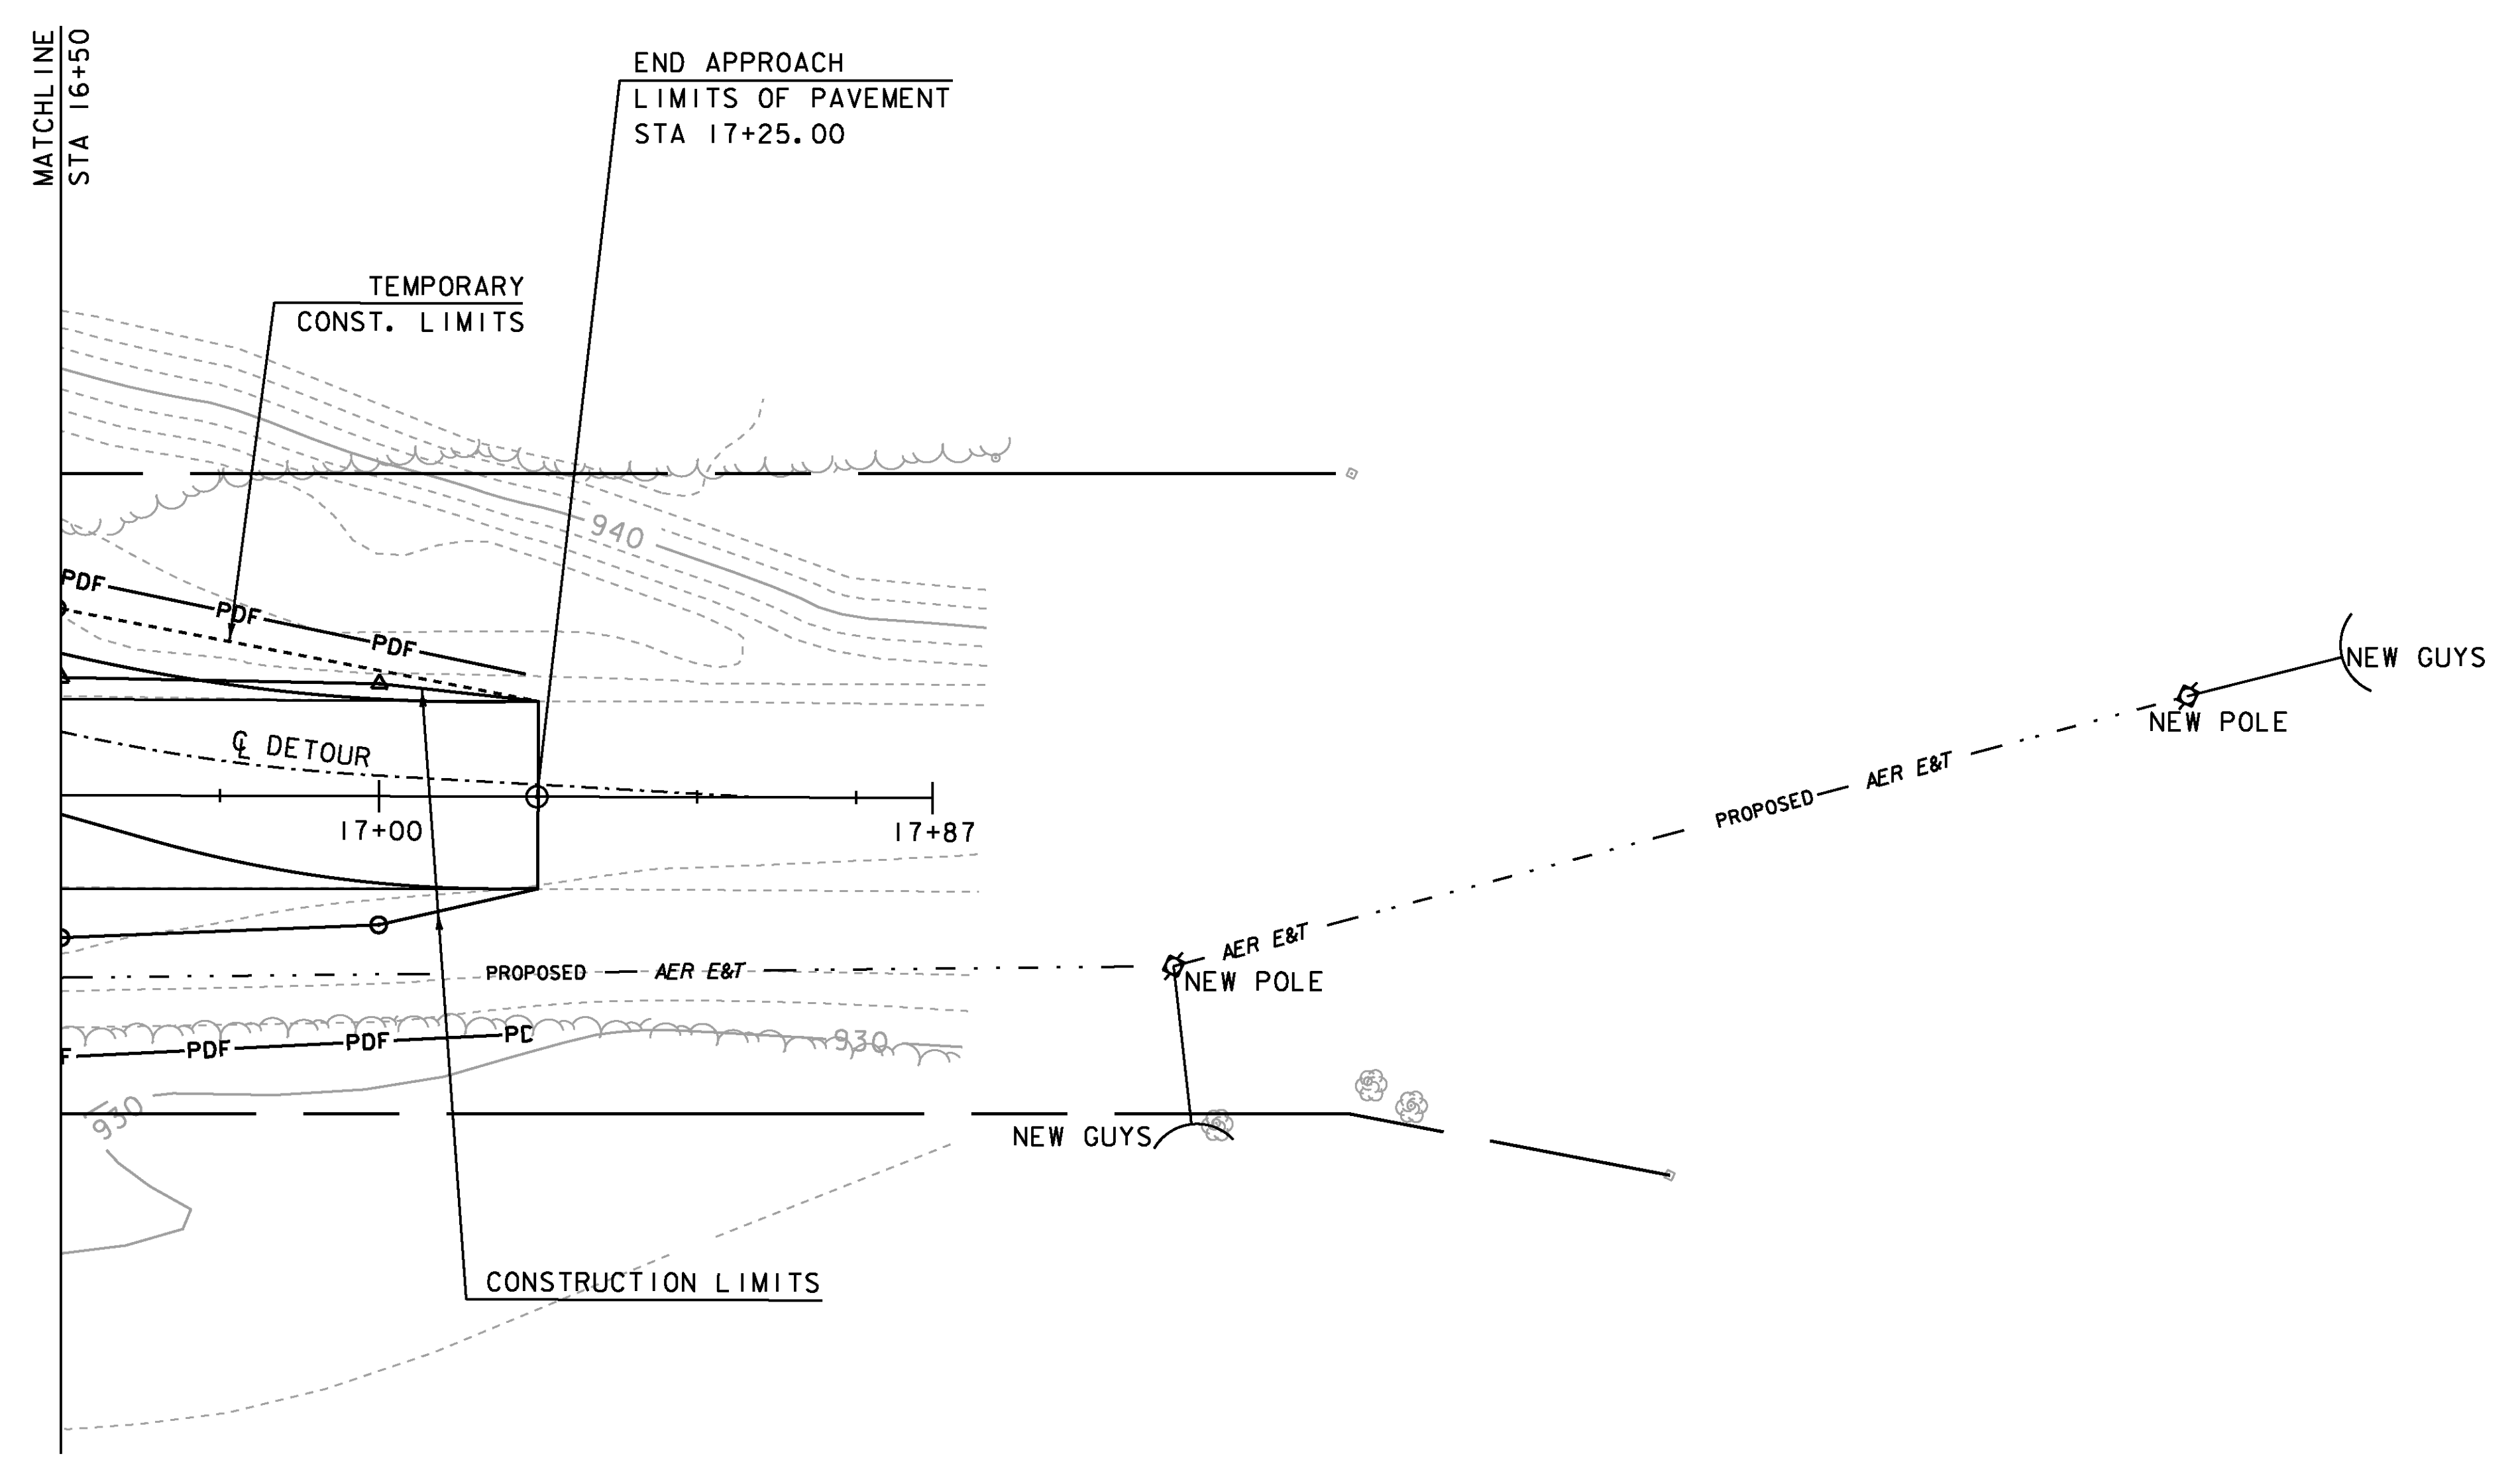 MATCHLINE
STA 16+50
END APPROACH
LIMITS OF PAVEMENT
STA 17+25.00
TEMPORARY
CONST. LIMITS
940
PDF
PDF
PDF
NEW GUYS
NEW POLE
℄ DETOUR
PROPOSED AER E&T
17+00
17+87
AER E&T
PROPOSED AER E&T
NEW POLE
F PDF PDF PD
930
930
NEW GUYS
CONSTRUCTION LIMITS